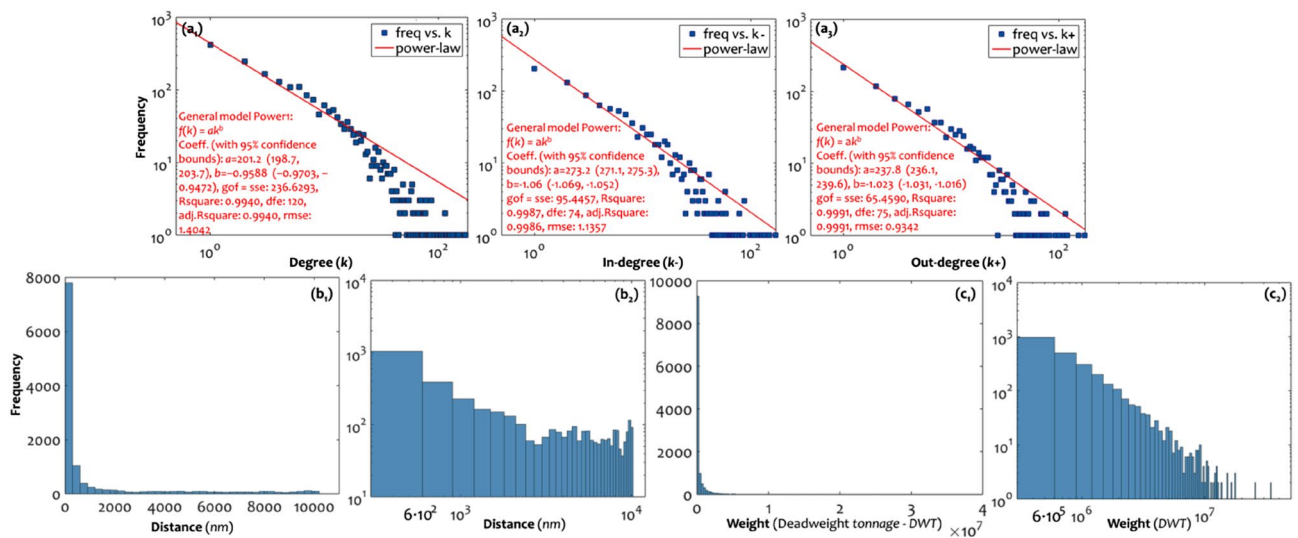 (a₁)
freq vs. k
power-law
General model Power1:
f(k) = akᵇ
Coeff. (with 95% confidence
bounds): a=201.2 (198.7,
203.7), b=−0.9588 (−0.9703, −
0.9472), gof = sse: 236.6293,
Rsquare: 0.9940, dfe: 120,
adj.Rsquare: 0.9940, rmse:
1.4042
10³
10²
10¹
10⁰
Frequency
10⁰
10²
Degree (k)
(a₂)
freq vs. k-
power-law
General model Power1:
f(k) = akᵇ
Coeff. (with 95% confidence
bounds): a=273.2 (271.1, 275.3),
b=-1.06 (-1.069, -1.052)
gof = sse: 95.4457, Rsquare:
0.9987, dfe: 74, adj.Rsquare:
0.9986, rmse: 1.1357
10³
10²
10¹
10⁰
10⁰
10²
In-degree (k-)
(a₃)
freq vs. k+
power-law
General model Power1:
f(k) = akᵇ
Coeff. (with 95% confidence
bounds): a=237.8 (236.1,
239.6), b=-1.023 (-1.031, -1.016)
gof = sse: 65.4590, Rsquare:
0.9991, dfe: 75, adj.Rsquare:
0.9991, rmse: 0.9342
10³
10²
10¹
10⁰
10⁰
10²
Out-degree (k+)
(b₁)
8000
6000
4000
2000
0
Frequency
0 2000 4000 6000 8000 10000
Distance (nm)
(b₂)
10⁴
10³
10²
10¹
6·10² 10³ 10⁴
Distance (nm)
(c₁)
10000
8000
6000
4000
2000
0
0 1 2 3 4
×10⁷
Weight (Deadweight tonnage - DWT)
(c₂)
10⁴
10³
10²
10¹
10⁰
6·10⁵ 10⁶ 10⁷
Weight (DWT)